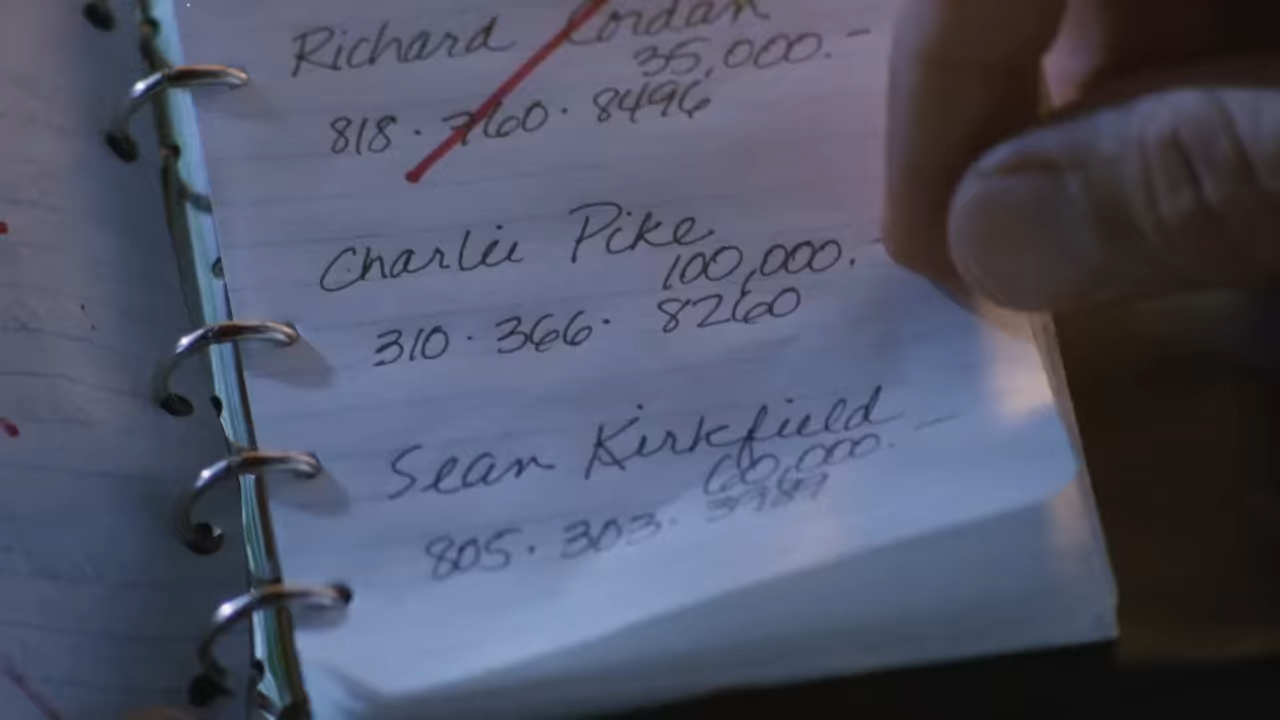 Richard Cordan
35,000.-
818 · 760 · 8496
Charlie Pike
100,000.-
310 · 366 · 8260
Sean Kirkfield
60,000. -
805 · 303 ·